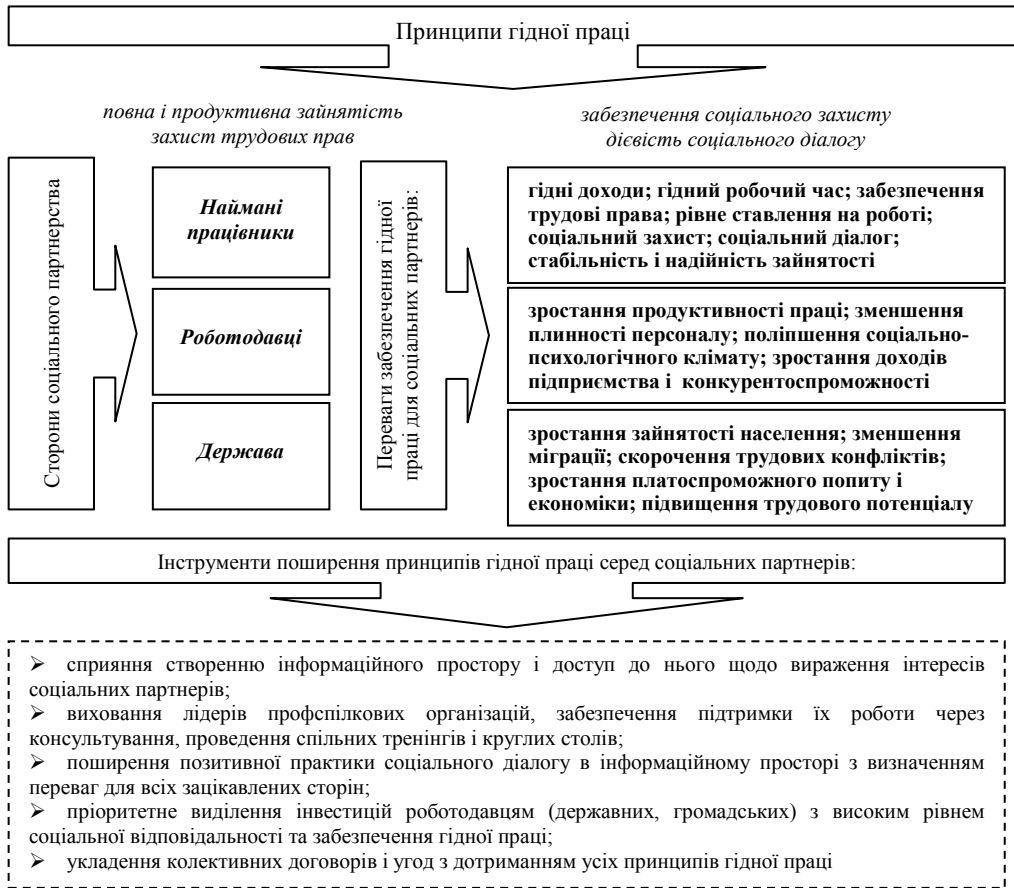 Принципи гідної праці
повна і продуктивна зайнятість
захист трудових прав
забезпечення соціального захисту
дієвість соціального діалогу
Сторони соціального партнерства
Наймані
працівники
Роботодавці
Держава
Переваги забезпечення гідної
праці для соціальних партнерів:
гідні доходи; гідний робочий час; забезпечення
трудові права; рівне ставлення на роботі;
соціальний захист; соціальний діалог;
стабільність і надійність зайнятості
зростання продуктивності праці; зменшення
плинності персоналу; поліпшення соціально-
психологічного клімату; зростання доходів
підприємства і конкурентоспроможності
зростання зайнятості населення; зменшення
міграції; скорочення трудових конфліктів;
зростання платоспроможного попиту і
економіки; підвищення трудового потенціалу
Інструменти поширення принципів гідної праці серед соціальних партнерів:
➢ сприяння створенню інформаційного простору і доступ до нього щодо вираження інтересів
соціальних партнерів;
➢ виховання лідерів профспілкових організацій, забезпечення підтримки їх роботи через
консультування, проведення спільних тренінгів і круглих столів;
➢ поширення позитивної практики соціального діалогу в інформаційному просторі з визначенням
переваг для всіх зацікавлених сторін;
➢ пріоритетне виділення інвестицій роботодавцям (державних, громадських) з високим рівнем
соціальної відповідальності та забезпечення гідної праці;
➢ укладення колективних договорів і угод з дотриманням усіх принципів гідної праці